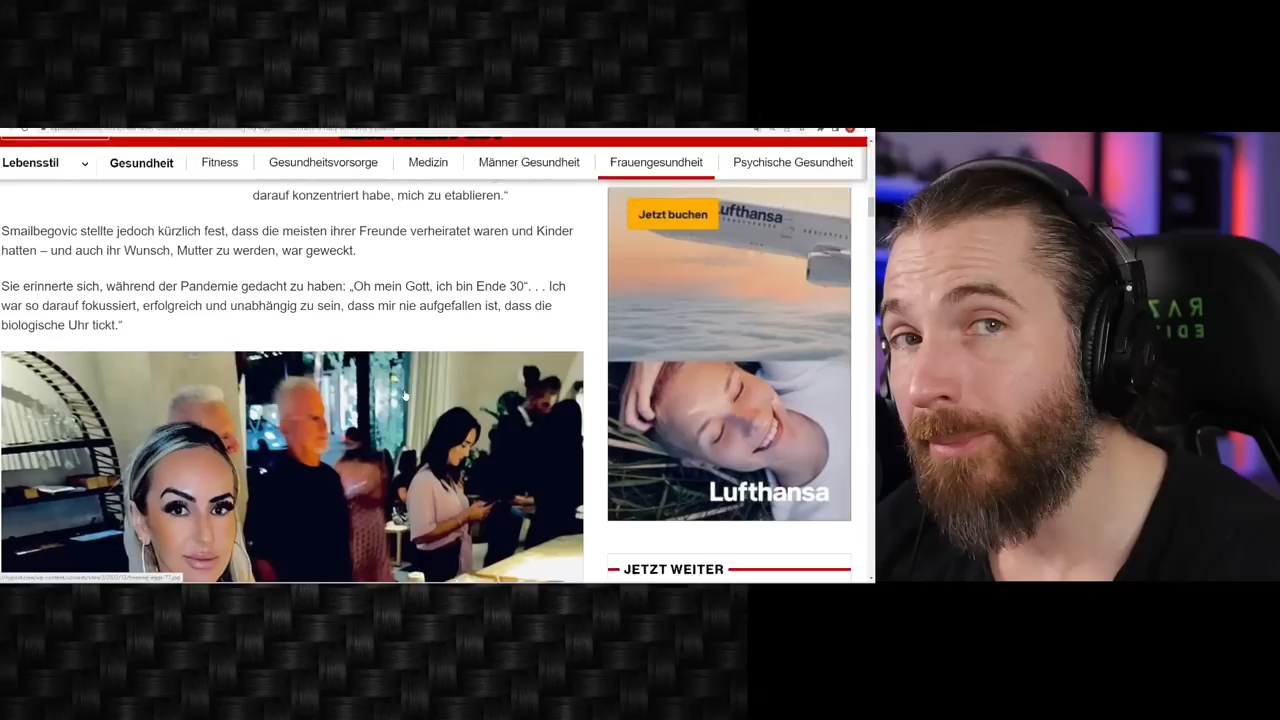 Lebensstil
Gesundheit
Fitness
Gesundheitsvorsorge
Medizin
Männer Gesundheit
Frauengesundheit
Psychische Gesundheit
darauf konzentriert habe, mich zu etablieren.“
Smailbegovic stellte jedoch kürzlich fest, dass die meisten ihrer Freunde verheiratet waren und Kinder
hatten – und auch ihr Wunsch, Mutter zu werden, war geweckt.
Sie erinnerte sich, während der Pandemie gedacht zu haben: „Oh mein Gott, ich bin Ende 30“. . . Ich
war so darauf fokussiert, erfolgreich und unabhängig zu sein, dass mir nie aufgefallen ist, dass die
biologische Uhr tickt.“
Jetzt buchen
Lufthansa
Lufthansa
JETZT WEITER